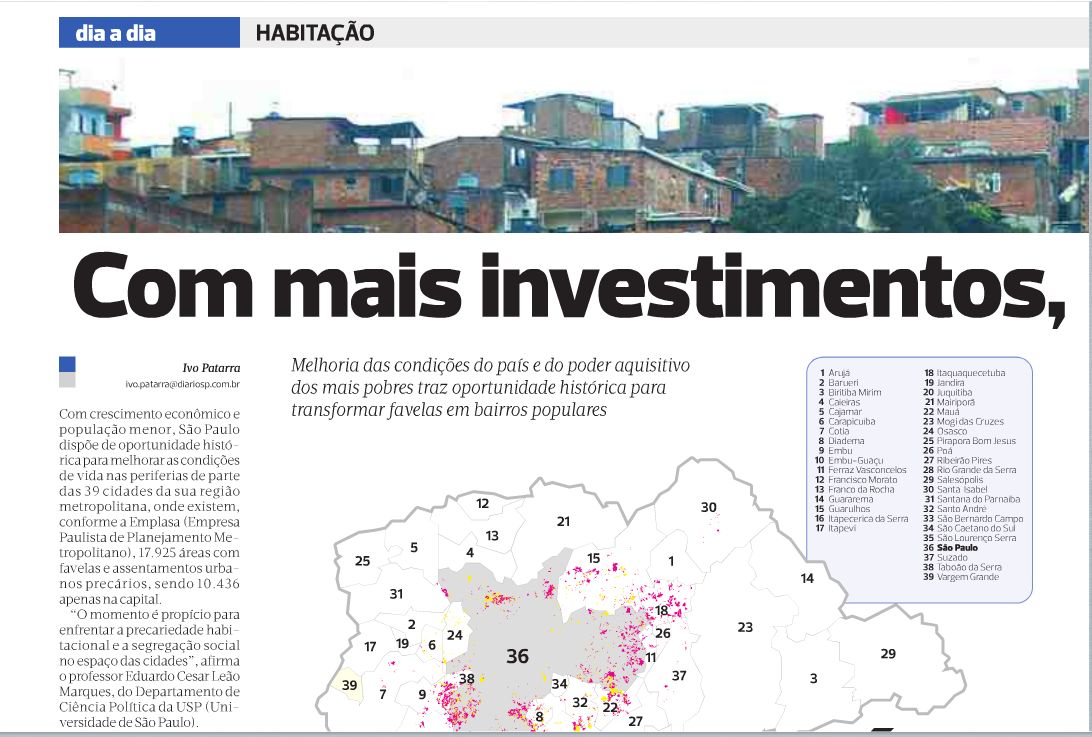 dia a dia
HABITAÇÃO
Com mais investimentos,
Ivo Patarra
ivo.patarra@diariosp.com.br
Com crescimento econômico e
população menor, São Paulo
dispõe de oportunidade histó-
rica para melhorar as condições
de vida nas periferias de parte
das 39 cidades da sua região
metropolitana, onde existem,
conforme a Emplasa (Empresa
Paulista de Planejamento Me-
tropolitano), 17.925 áreas com
favelas e assentamentos urba-
nos precários, sendo 10.436
apenas na capital.
“O momento é propício para
enfrentar a precariedade habi-
tacional e a segregação social
no espaço das cidades”, afirma
o professor Eduardo Cesar Leão
Marques, do Departamento de
Ciência Política da USP (Uni-
versidade de São Paulo).
Melhoria das condições do país e do poder aquisitivo
dos mais pobres traz oportunidade histórica para
transformar favelas em bairros populares
1 Arujá
2 Barueri
3 Biritiba Mirim
4 Caieiras
5 Cajamar
6 Carapicuiba
7 Cotia
8 Diadema
9 Embu
10 Embu-Guaçu
11 Ferraz Vasconcelos
12 Francisco Morato
13 Franco da Rocha
14 Guararema
15 Guarulhos
16 Itapecerica da Serra
17 Itapevi
18 Itaquaquecetuba
19 Jandira
20 Juquitiba
21 Mairiporã
22 Mauá
23 Mogi das Cruzes
24 Osasco
25 Pirapora Bom Jesus
26 Poá
27 Ribeirão Pires
28 Rio Grande da Serra
29 Salesópolis
30 Santa Isabel
31 Santana do Parnaiba
32 Santo André
33 São Bernardo Campo
34 São Caetano do Sul
35 São Lourenço Serra
36 São Paulo
37 Suzado
38 Taboão da Serra
39 Vargem Grande
12
30
21
13
5
4
25
15
1
14
31
18
2
23
24
26
17
19
6
36
11
29
37
38
3
39
34
7
9
32
22
8
27